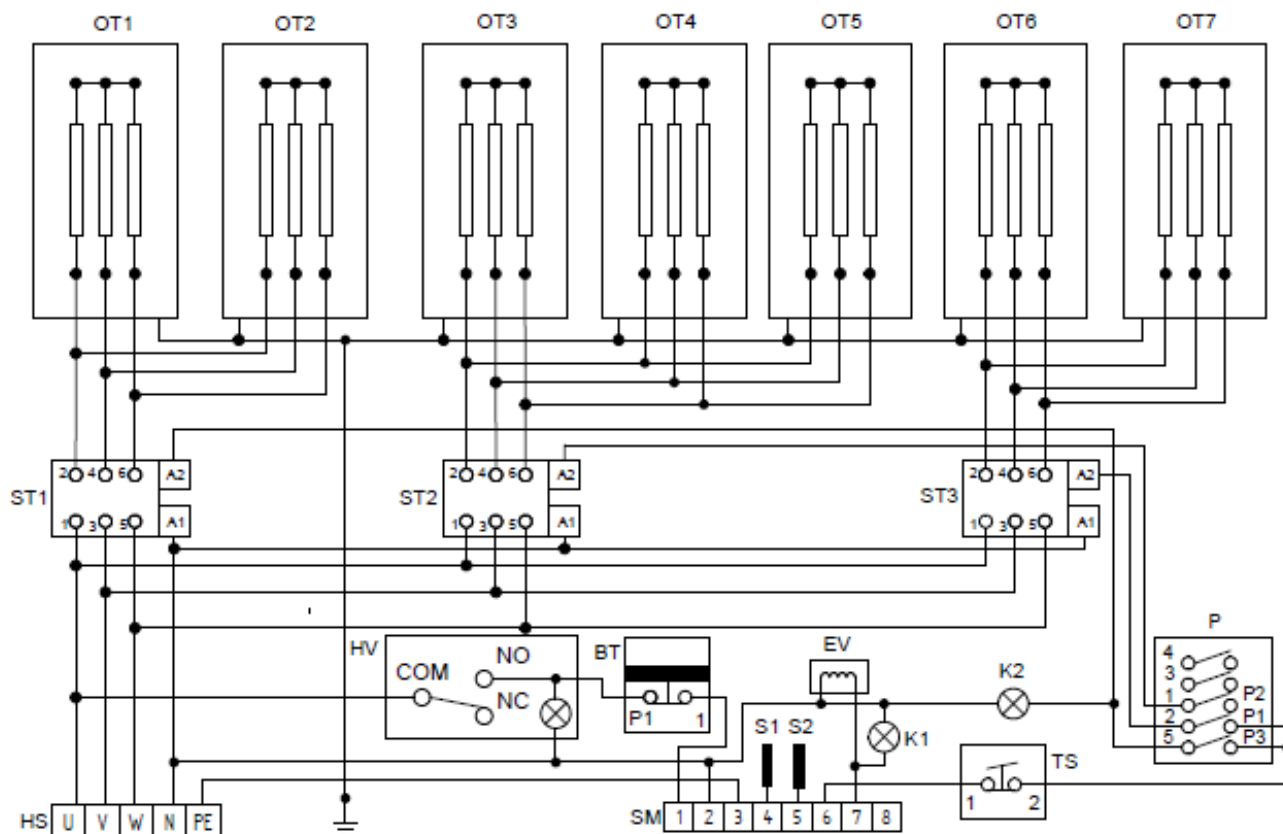 OT1 OT2 OT3 OT4 OT5 OT6 OT7
2 4 6 A2 2 4 6 A2 2 4 6 A2
ST1 ST2 ST3
1 3 5 A1 1 3 5 A1 1 3 5 A1
HV COM NO NC
BT P1 1
EV
K2
K1
S1 S2
TS 1 2
P
4
3
1 P2
2 P1
5 P3
HS U V W N PE
SM 1 2 3 4 5 6 7 8